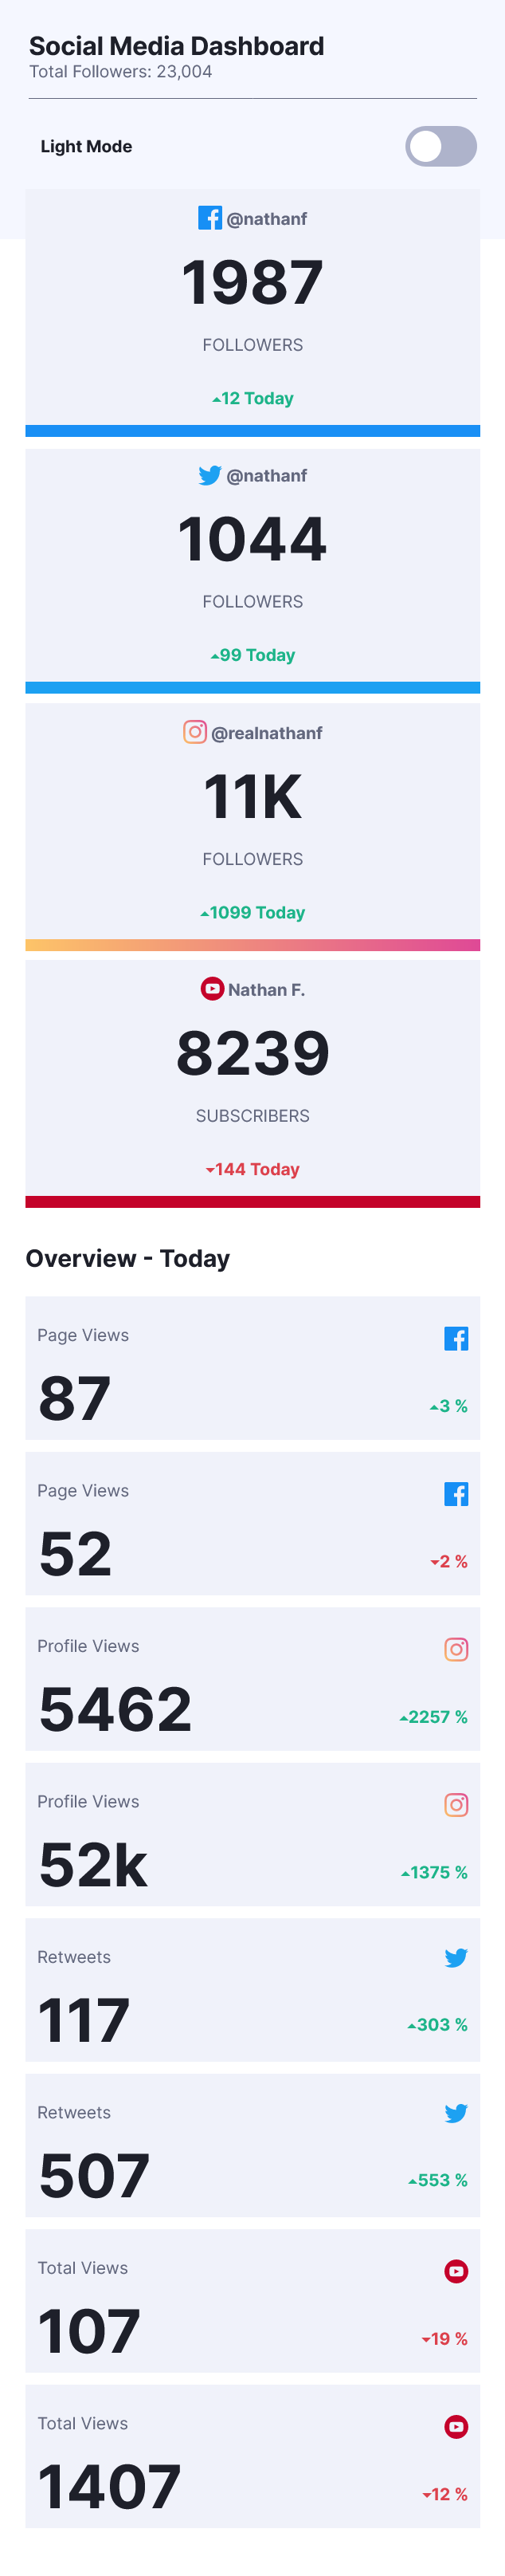 Social Media Dashboard
Total Followers: 23,004
Light Mode
@nathanf
1987
FOLLOWERS
12 Today
@nathanf
1044
FOLLOWERS
99 Today
@realnathanf
11K
FOLLOWERS
1099 Today
Nathan F.
8239
SUBSCRIBERS
144 Today
Overview - Today
Page Views
87
3 %
Page Views
52
2 %
Profile Views
5462
2257 %
Profile Views
52k
1375 %
Retweets
117
303 %
Retweets
507
553 %
Total Views
107
19 %
Total Views
1407
12 %